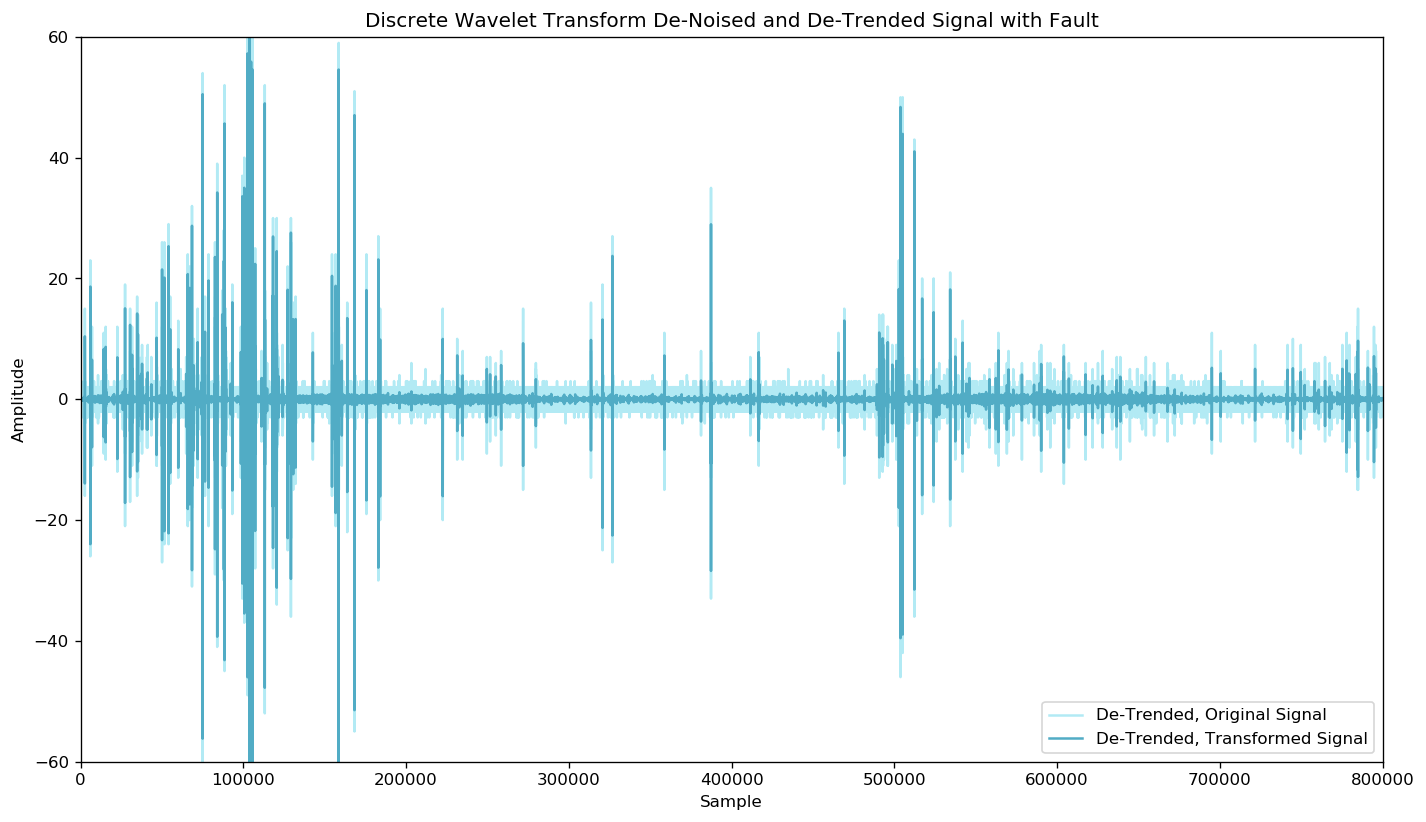 Discrete Wavelet Transform De-Noised and De-Trended Signal with Fault
60
40
20
0
−20
−40
−60
Amplitude
De-Trended, Original Signal
De-Trended, Transformed Signal
0 100000 200000 300000 400000 500000 600000 700000 800000
Sample